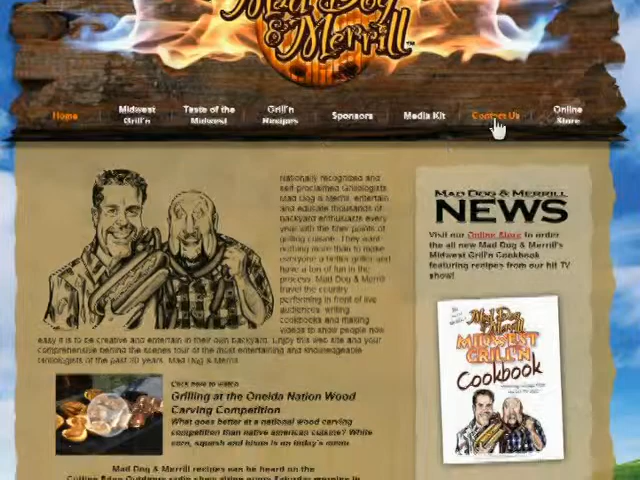 Mad Dog
& Merrill
Home
Midwest Grill'n
Taste of the Midwest
Grill'n Recipes
Sponsors
Media Kit
Contact Us
Online Store
Nationally recognized and
self-proclaimed Grillologists
Mad Dog & Merrill, entertain
and educate thousands of
backyard enthusiasts every
year with the finer points of
grilling cuisine. They want
nothing more than to make
everyone a better griller and
have a ton of fun in the
process. Mad Dog & Merrill
travel the country
performing in front of live
audiences, writing
cookbooks and making
videos to show people how
easy it is to be creative and entertain in their own backyard. Enjoy this web site and your
comprehensive behind the scenes tour of the most entertaining and knowledgeable
Grillologists of the past 20 years, Mad Dog & Merrill.
MAD DOG & MERRILL
NEWS
Visit our Online Store to order
the all new Mad Dog & Merrill's
Midwest Grill'n Cookbook
featuring recipes from our hit TV
show!
Mad Dog
& Merrill
MIDWEST
GRILL'N
Cookbook
Click here to watch
Grilling at the Oneida Nation Wood
Carving Competition
What goes better at a national wood carving
competition than native american cuisine? White
corn, squash and bison is on today's menu
Mad Dog & Merrill recipes can be heard on the
Cutting Edge Outdoors radio show airing every Saturday morning in